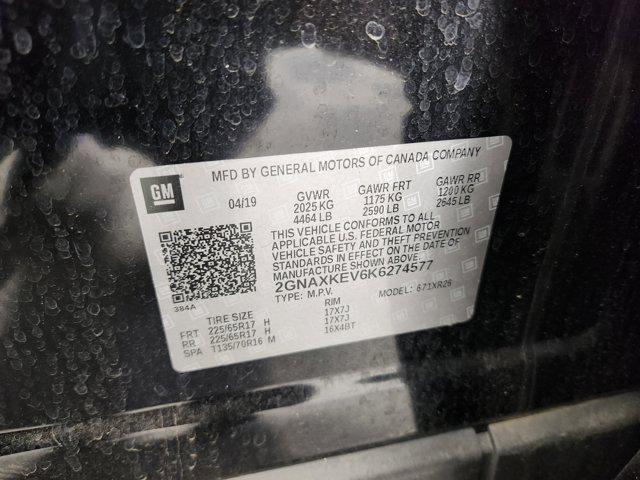 GM
MFD BY GENERAL MOTORS OF CANADA COMPANY
04/19 GVWR GAWR FRT GAWR RR
2025 KG 1175 KG 1200 KG
4464 LB 2590 LB 2645 LB
THIS VEHICLE CONFORMS TO ALL
APPLICABLE U.S. FEDERAL MOTOR
VEHICLE SAFETY AND THEFT PREVENTION
STANDARDS IN EFFECT ON THE DATE OF
MANUFACTURE SHOWN ABOVE.
2GNAXKEV6K6274577
TYPE: M.P.V. MODEL: 671XR26
384A
TIRE SIZE RIM
FRT 225/65R17 H 17X7J
RR 225/65R17 H 17X7J
SPA T135/70R16 M 16X4BT